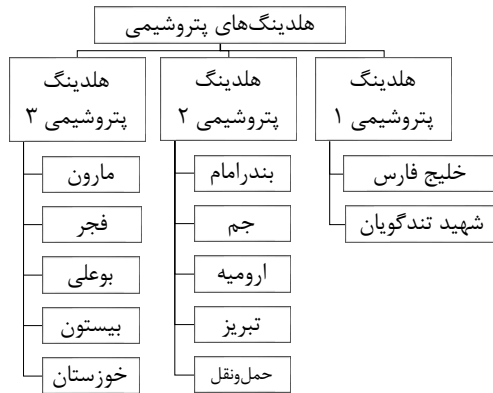 هلدینگ‌های پتروشیمی
هلدینگ
پتروشیمی ۱
خلیج فارس
شهید تندگویان
هلدینگ
پتروشیمی ۲
بندرامام
جم
ارومیه
تبریز
حمل‌ونقل
هلدینگ
پتروشیمی ۳
مارون
فجر
بوعلی
بیستون
خوزستان